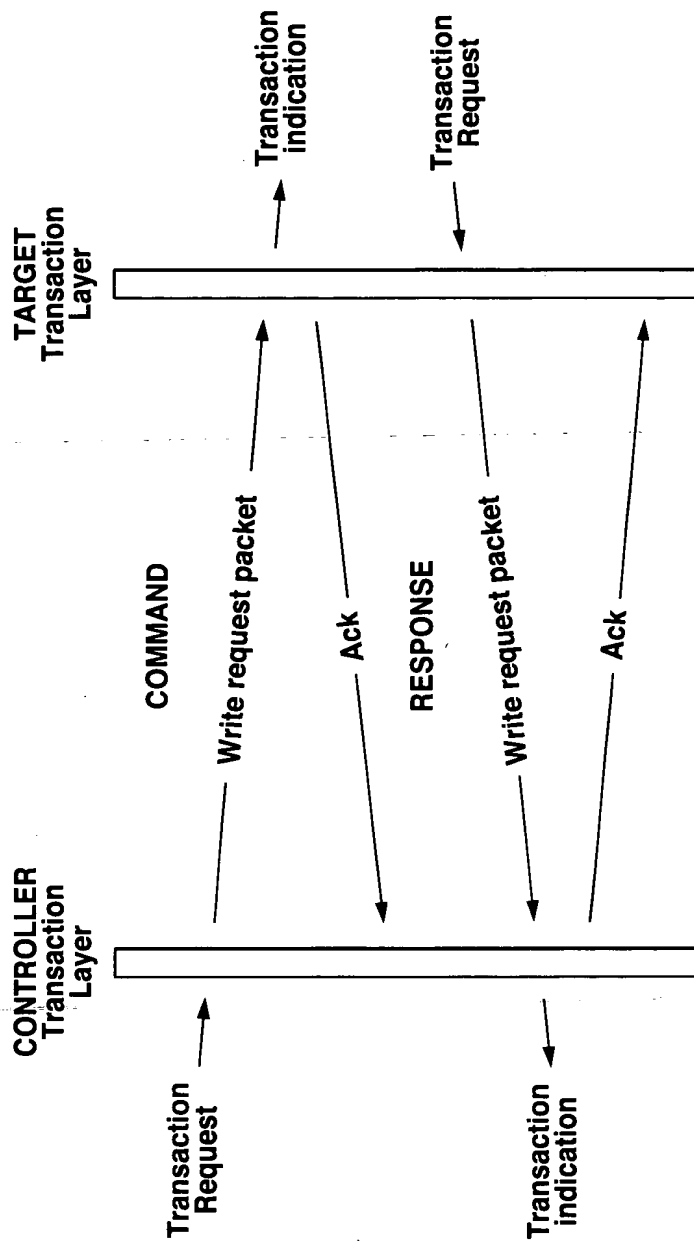 CONTROLLER
Transaction
Layer
TARGET
Transaction
Layer
Transaction
Request
COMMAND
Write request packet
Transaction
indication
Ack
RESPONSE
Transaction
Request
Write request packet
Transaction
indication
Ack